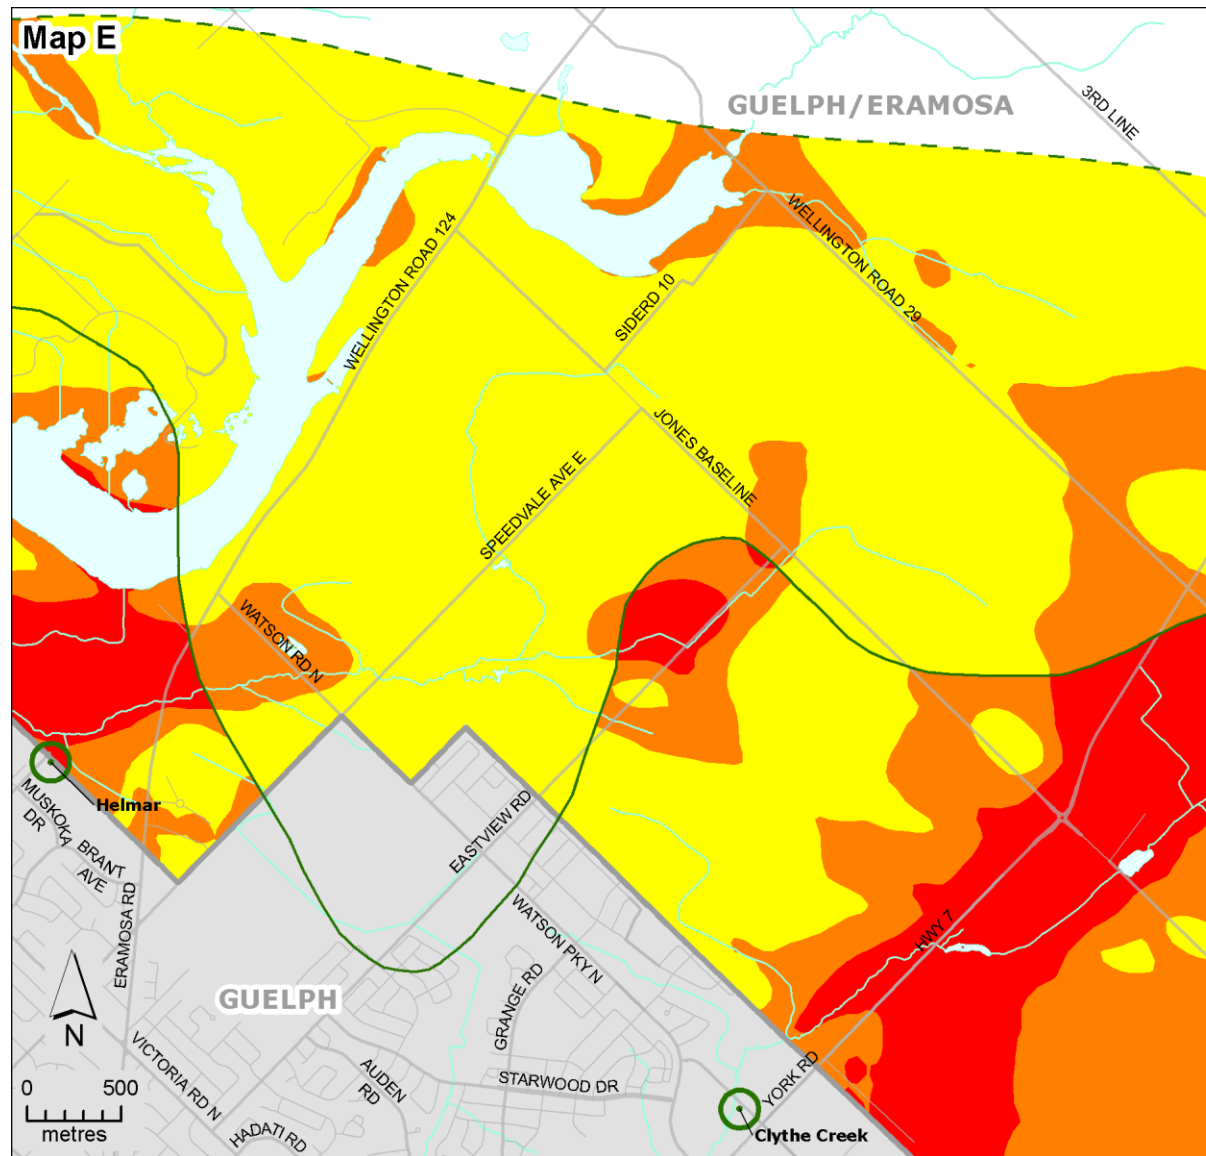 Map E
GUELPH/ERAMOSA
3RD LINE
WELLINGTON ROAD 124
WELLINGTON ROAD 29
SIDERD 10
JONES BASELINE
SPEEDVALE AVE E
WATSON RD N
Helmar
MUSKOKA
DR
BRANT
AVE
ERAMOSA RD
EASTVIEW RD
WATSON PKY N
HWY 7
GUELPH
GRANGE RD
N
VICTORIA RD N
AUDEN
RD
STARWOOD DR
YORK RD
0 500
metres
HADATI RD
Clythe Creek